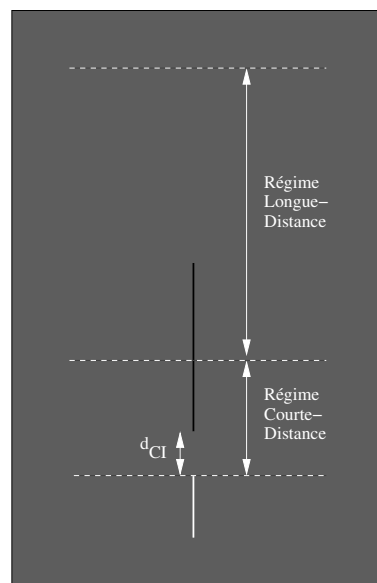 Régime
Longue-
Distance
Régime
Courte-
Distance
dCI